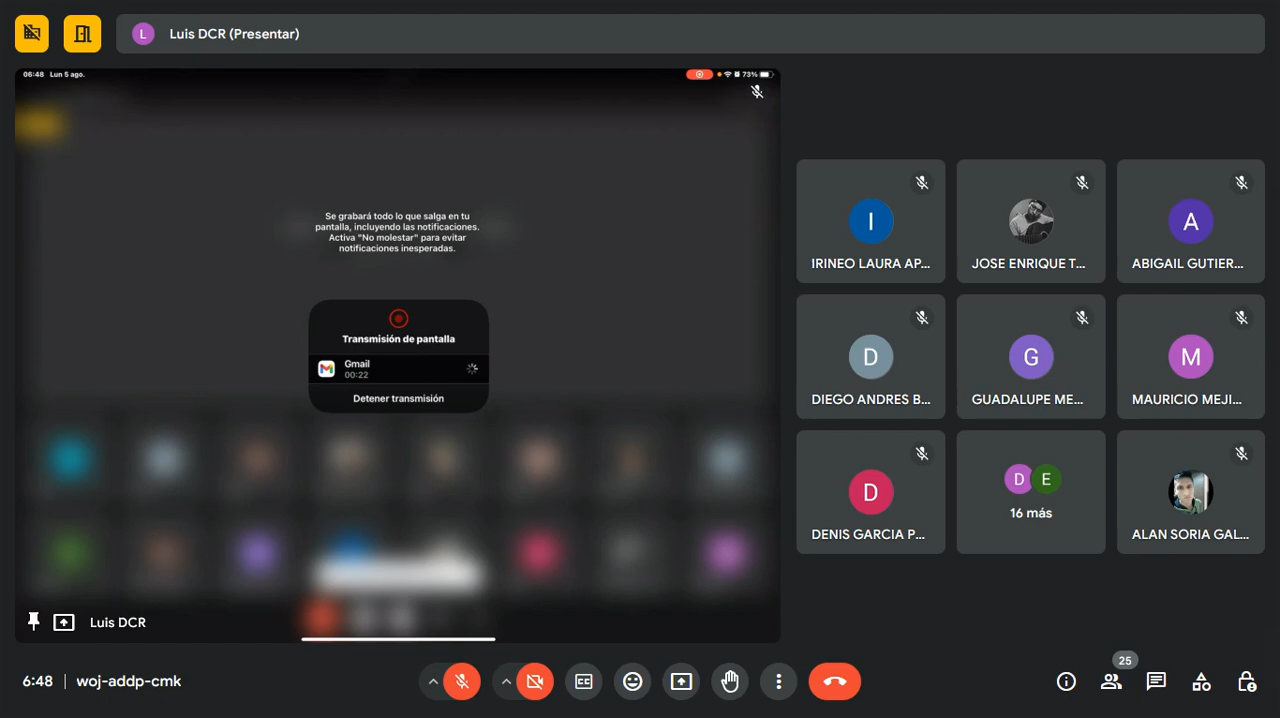 L Luis DCR (Presentar)
06:48 Lun 5 ago.
73%
Se grabará todo lo que salga en tu
pantalla, incluyendo las notificaciones.
Activa "No molestar" para evitar
notificaciones inesperadas.
Transmisión de pantalla
Gmail
00:22
Detener transmisión
Luis DCR
I
IRINEO LAURA AP...
JOSE ENRIQUE T...
A
ABIGAIL GUTIER...
D
DIEGO ANDRES B...
G
GUADALUPE ME...
M
MAURICIO MEJI...
D
DENIS GARCIA P...
D E
16 más
ALAN SORIA GAL...
6:48 | woj-addp-cmk
CC
25